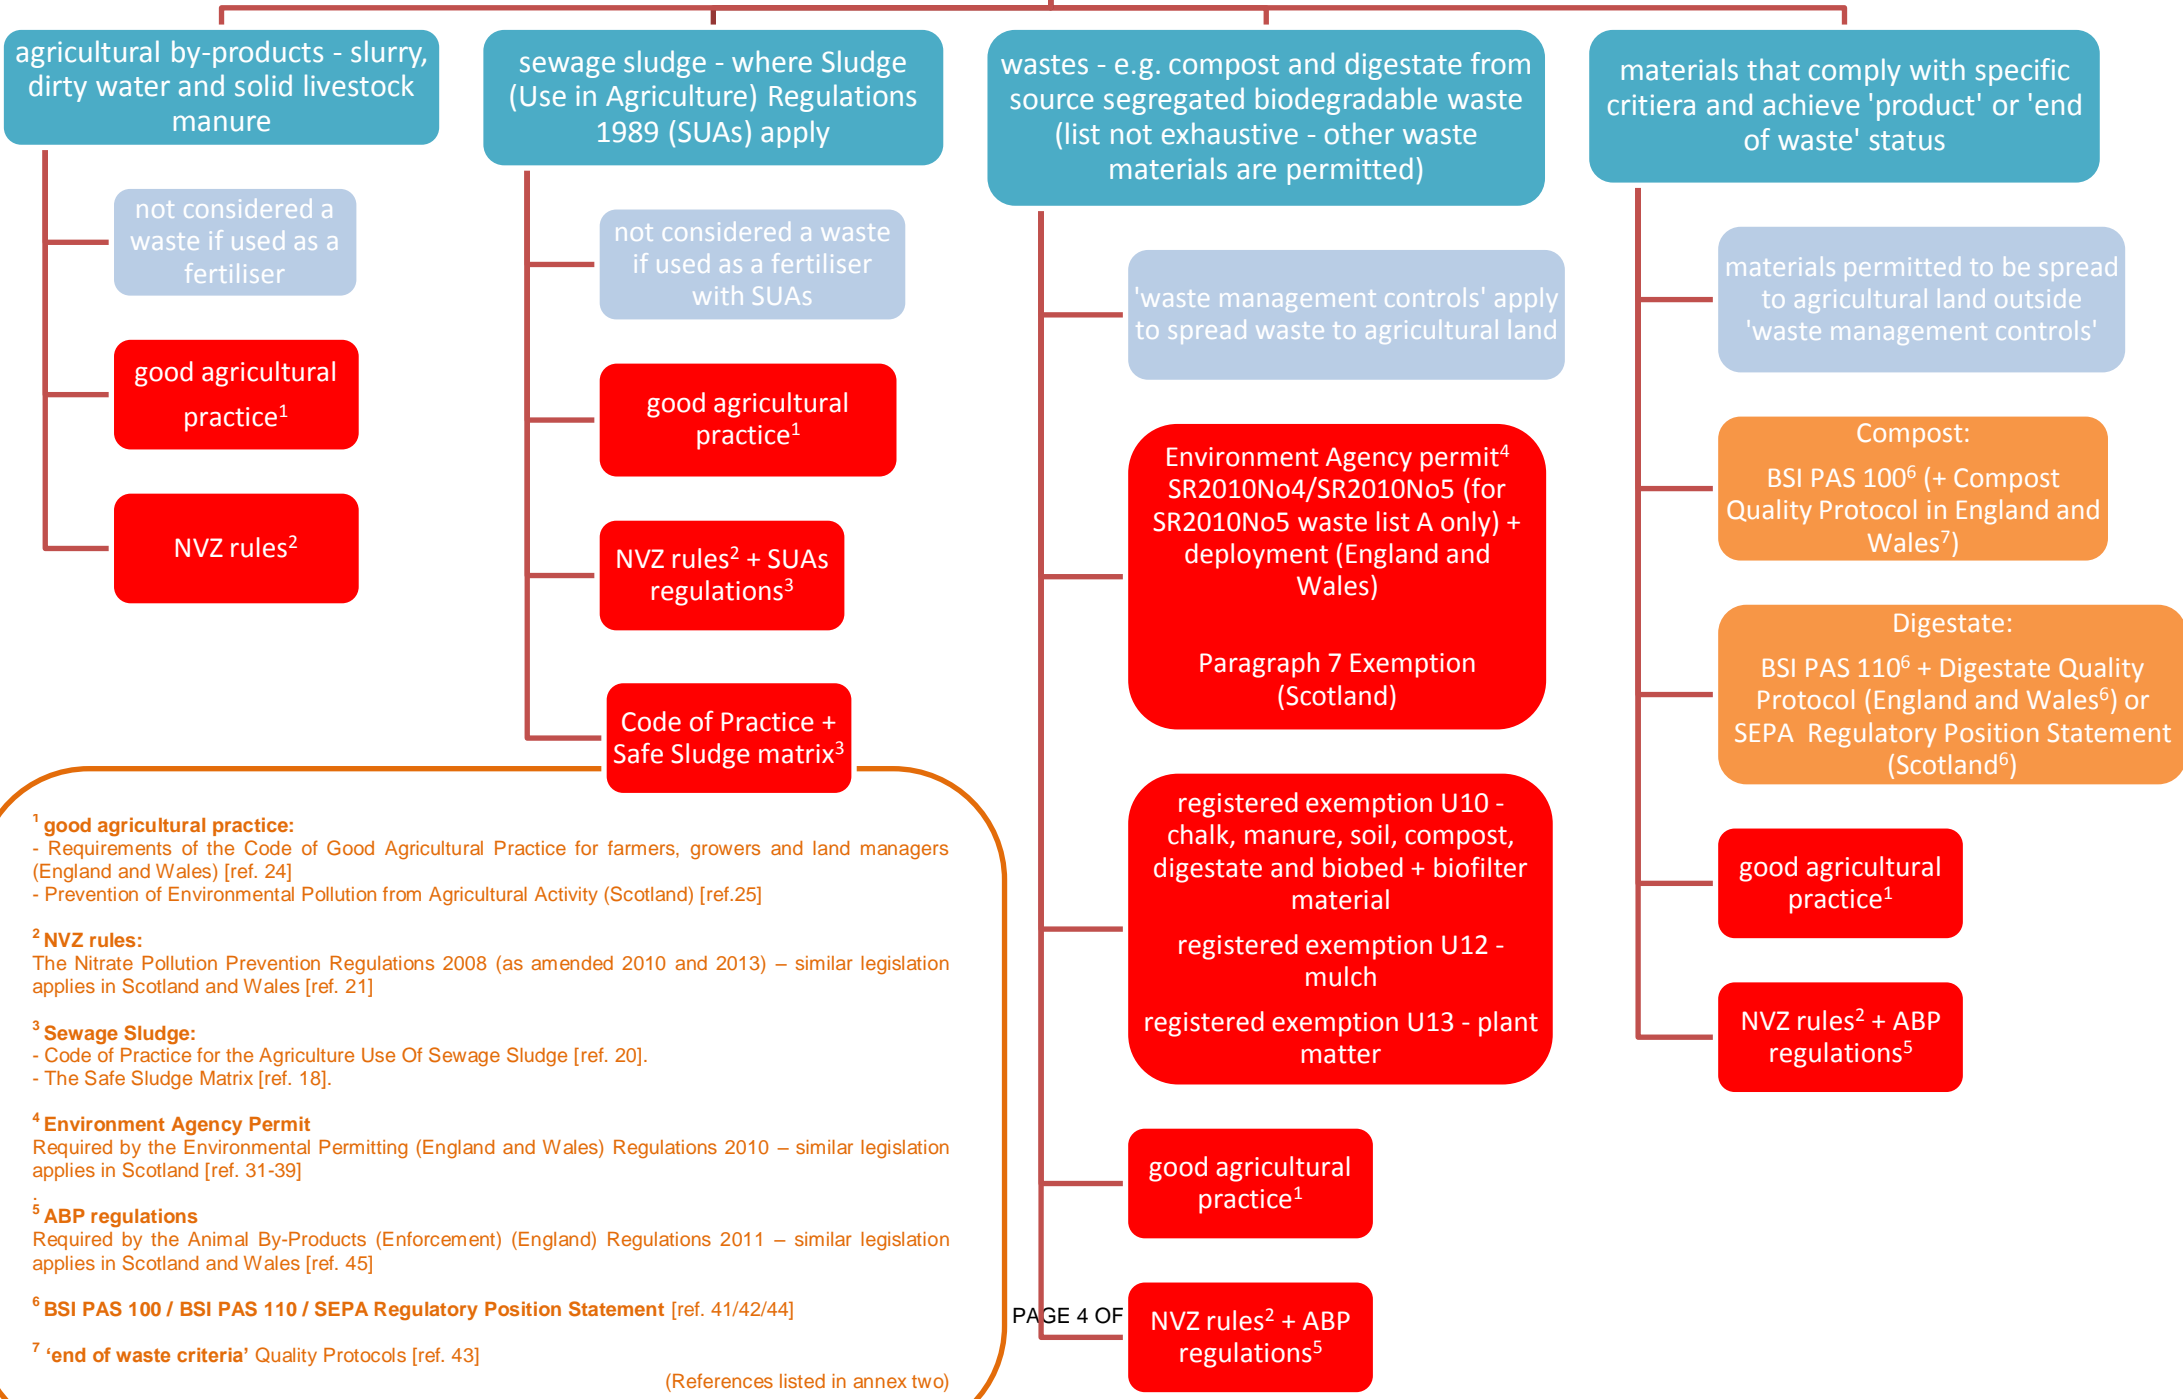 agricultural by-products - slurry,
dirty water and solid livestock
manure
not considered a
waste if used as a
fertiliser
good agricultural
practice¹
NVZ rules²
sewage sludge - where Sludge
(Use in Agriculture) Regulations
1989 (SUAs) apply
not considered a waste
if used as a fertiliser
with SUAs
good agricultural
practice¹
NVZ rules² + SUAs
regulations³
Code of Practice +
Safe Sludge matrix³
wastes - e.g. compost and digestate from
source segregated biodegradable waste
(list not exhaustive - other waste
materials are permitted)
'waste management controls' apply
to spread waste to agricultural land
Environment Agency permit⁴
SR2010No4/SR2010No5 (for
SR2010No5 waste list A only) +
deployment (England and
Wales)
Paragraph 7 Exemption
(Scotland)
registered exemption U10 -
chalk, manure, soil, compost,
digestate and biobed + biofilter
material
registered exemption U12 -
mulch
registered exemption U13 - plant
matter
good agricultural
practice¹
NVZ rules² + ABP
regulations⁵
materials that comply with specific
critiera and achieve 'product' or 'end
of waste' status
materials permitted to be spread
to agricultural land outside
'waste management controls'
Compost:
BSI PAS 100⁶ (+ Compost
Quality Protocol in England and
Wales⁷)
Digestate:
BSI PAS 110⁶ + Digestate Quality
Protocol (England and Wales⁶) or
SEPA Regulatory Position Statement
(Scotland⁶)
good agricultural
practice¹
NVZ rules² + ABP
regulations⁵
¹ good agricultural practice:
- Requirements of the Code of Good Agricultural Practice for farmers, growers and land managers
(England and Wales) [ref. 24]
- Prevention of Environmental Pollution from Agricultural Activity (Scotland) [ref.25]
² NVZ rules:
The Nitrate Pollution Prevention Regulations 2008 (as amended 2010 and 2013) – similar legislation
applies in Scotland and Wales [ref. 21]
³ Sewage Sludge:
- Code of Practice for the Agriculture Use Of Sewage Sludge [ref. 20].
- The Safe Sludge Matrix [ref. 18].
⁴ Environment Agency Permit
Required by the Environmental Permitting (England and Wales) Regulations 2010 – similar legislation
applies in Scotland [ref. 31-39]
.
⁵ ABP regulations
Required by the Animal By-Products (Enforcement) (England) Regulations 2011 – similar legislation
applies in Scotland and Wales [ref. 45]
⁶ BSI PAS 100 / BSI PAS 110 / SEPA Regulatory Position Statement [ref. 41/42/44]
⁷ ‘end of waste criteria’ Quality Protocols [ref. 43]
(References listed in annex two)
PAGE 4 OF